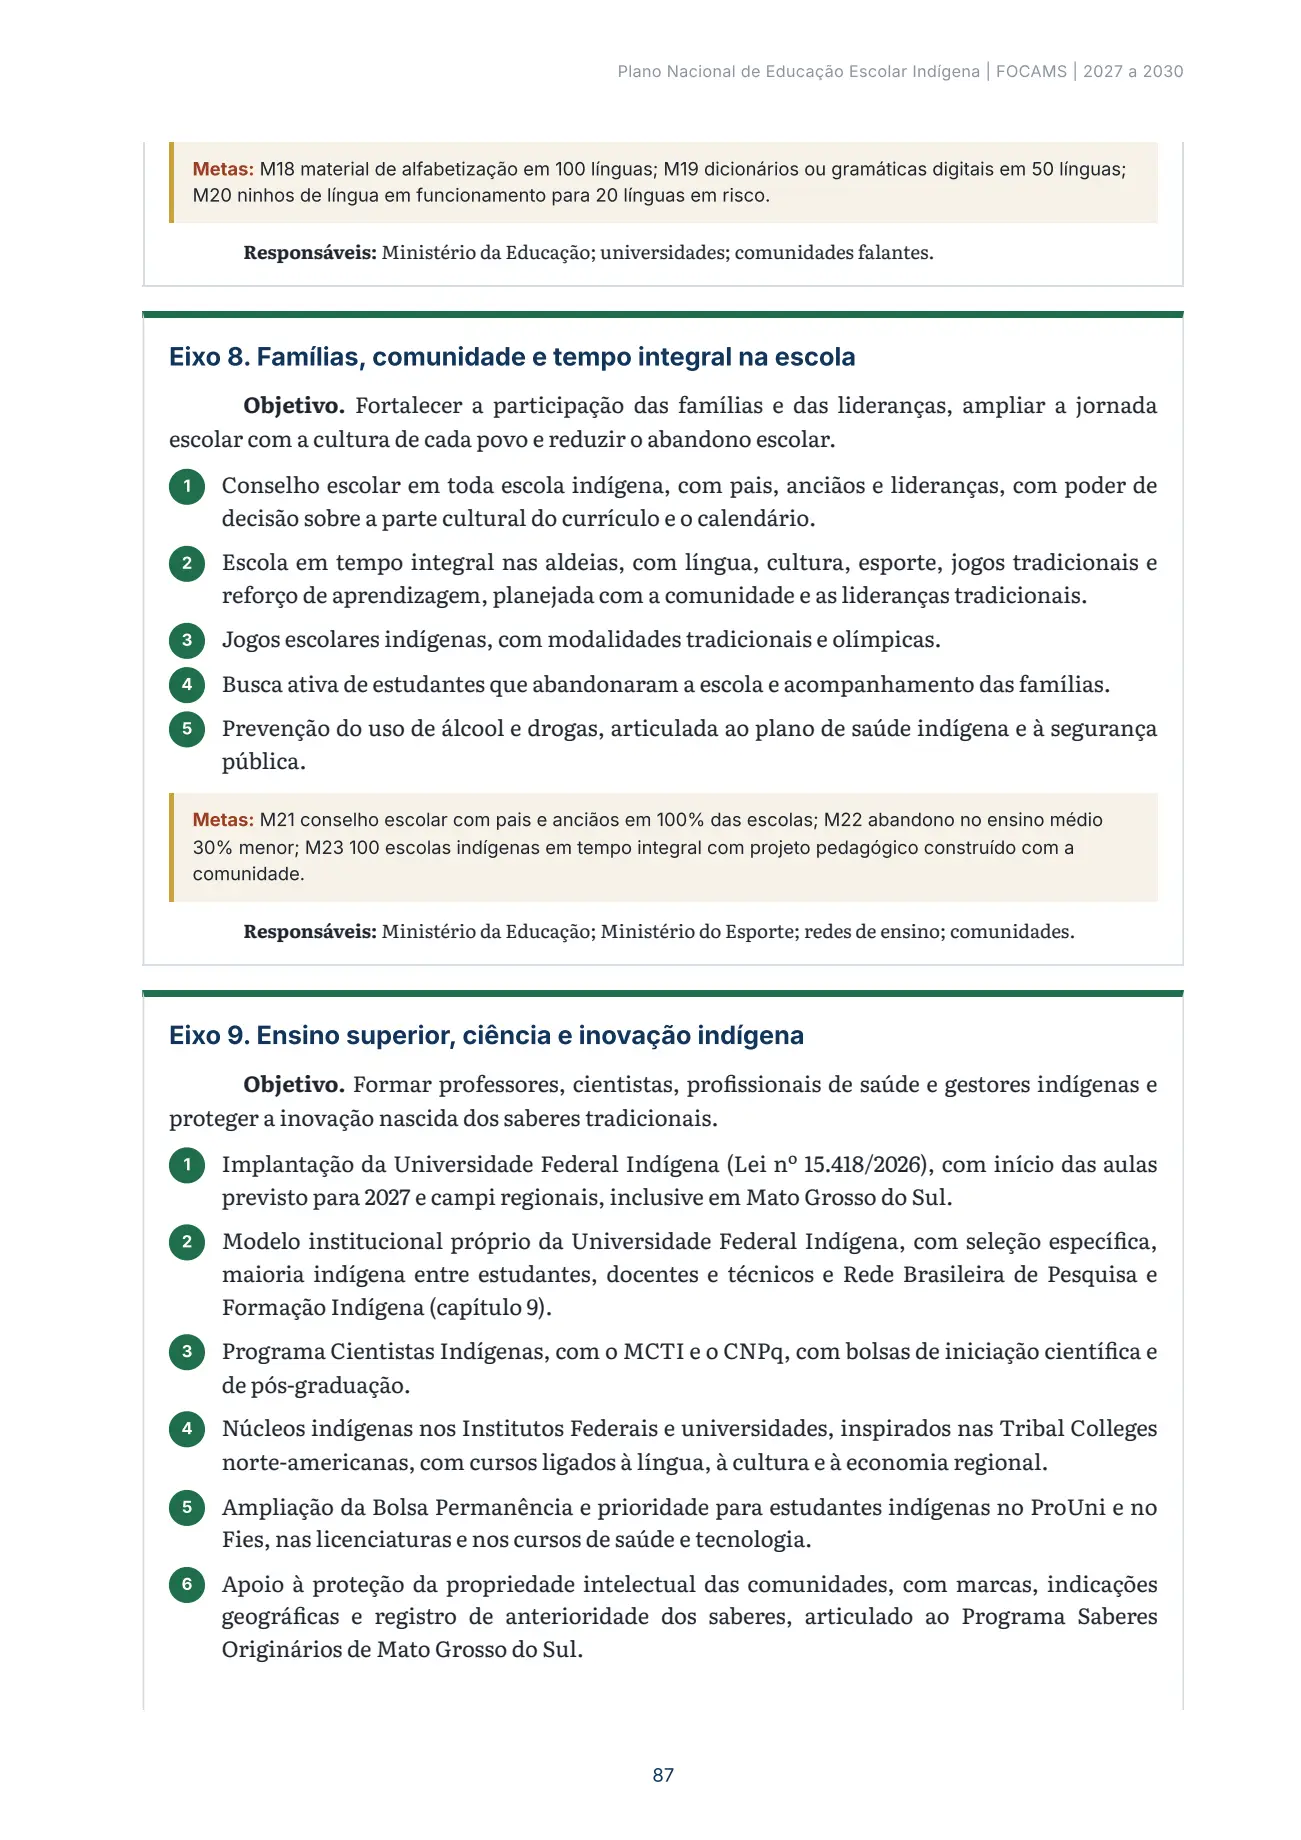 Plano Nacional de Educação Escolar Indígena | FOCAMS | 2027 a 2030
Metas: M18 material de alfabetização em 100 línguas; M19 dicionários ou gramáticas digitais em 50 línguas;
M20 ninhos de língua em funcionamento para 20 línguas em risco.
Responsáveis: Ministério da Educação; universidades; comunidades falantes.
Eixo 8. Famílias, comunidade e tempo integral na escola
Objetivo. Fortalecer a participação das famílias e das lideranças, ampliar a jornada
escolar com a cultura de cada povo e reduzir o abandono escolar.
1 Conselho escolar em toda escola indígena, com pais, anciãos e lideranças, com poder de
decisão sobre a parte cultural do currículo e o calendário.
2 Escola em tempo integral nas aldeias, com língua, cultura, esporte, jogos tradicionais e
reforço de aprendizagem, planejada com a comunidade e as lideranças tradicionais.
3 Jogos escolares indígenas, com modalidades tradicionais e olímpicas.
4 Busca ativa de estudantes que abandonaram a escola e acompanhamento das famílias.
5 Prevenção do uso de álcool e drogas, articulada ao plano de saúde indígena e à segurança
pública.
Metas: M21 conselho escolar com pais e anciãos em 100% das escolas; M22 abandono no ensino médio
30% menor; M23 100 escolas indígenas em tempo integral com projeto pedagógico construído com a
comunidade.
Responsáveis: Ministério da Educação; Ministério do Esporte; redes de ensino; comunidades.
Eixo 9. Ensino superior, ciência e inovação indígena
Objetivo. Formar professores, cientistas, profissionais de saúde e gestores indígenas e
proteger a inovação nascida dos saberes tradicionais.
1 Implantação da Universidade Federal Indígena (Lei nº 15.418/2026), com início das aulas
previsto para 2027 e campi regionais, inclusive em Mato Grosso do Sul.
2 Modelo institucional próprio da Universidade Federal Indígena, com seleção específica,
maioria indígena entre estudantes, docentes e técnicos e Rede Brasileira de Pesquisa e
Formação Indígena (capítulo 9).
3 Programa Cientistas Indígenas, com o MCTI e o CNPq, com bolsas de iniciação científica e
de pós-graduação.
4 Núcleos indígenas nos Institutos Federais e universidades, inspirados nas Tribal Colleges
norte-americanas, com cursos ligados à língua, à cultura e à economia regional.
5 Ampliação da Bolsa Permanência e prioridade para estudantes indígenas no ProUni e no
Fies, nas licenciaturas e nos cursos de saúde e tecnologia.
6 Apoio à proteção da propriedade intelectual das comunidades, com marcas, indicações
geográficas e registro de anterioridade dos saberes, articulado ao Programa Saberes
Originários de Mato Grosso do Sul.
87